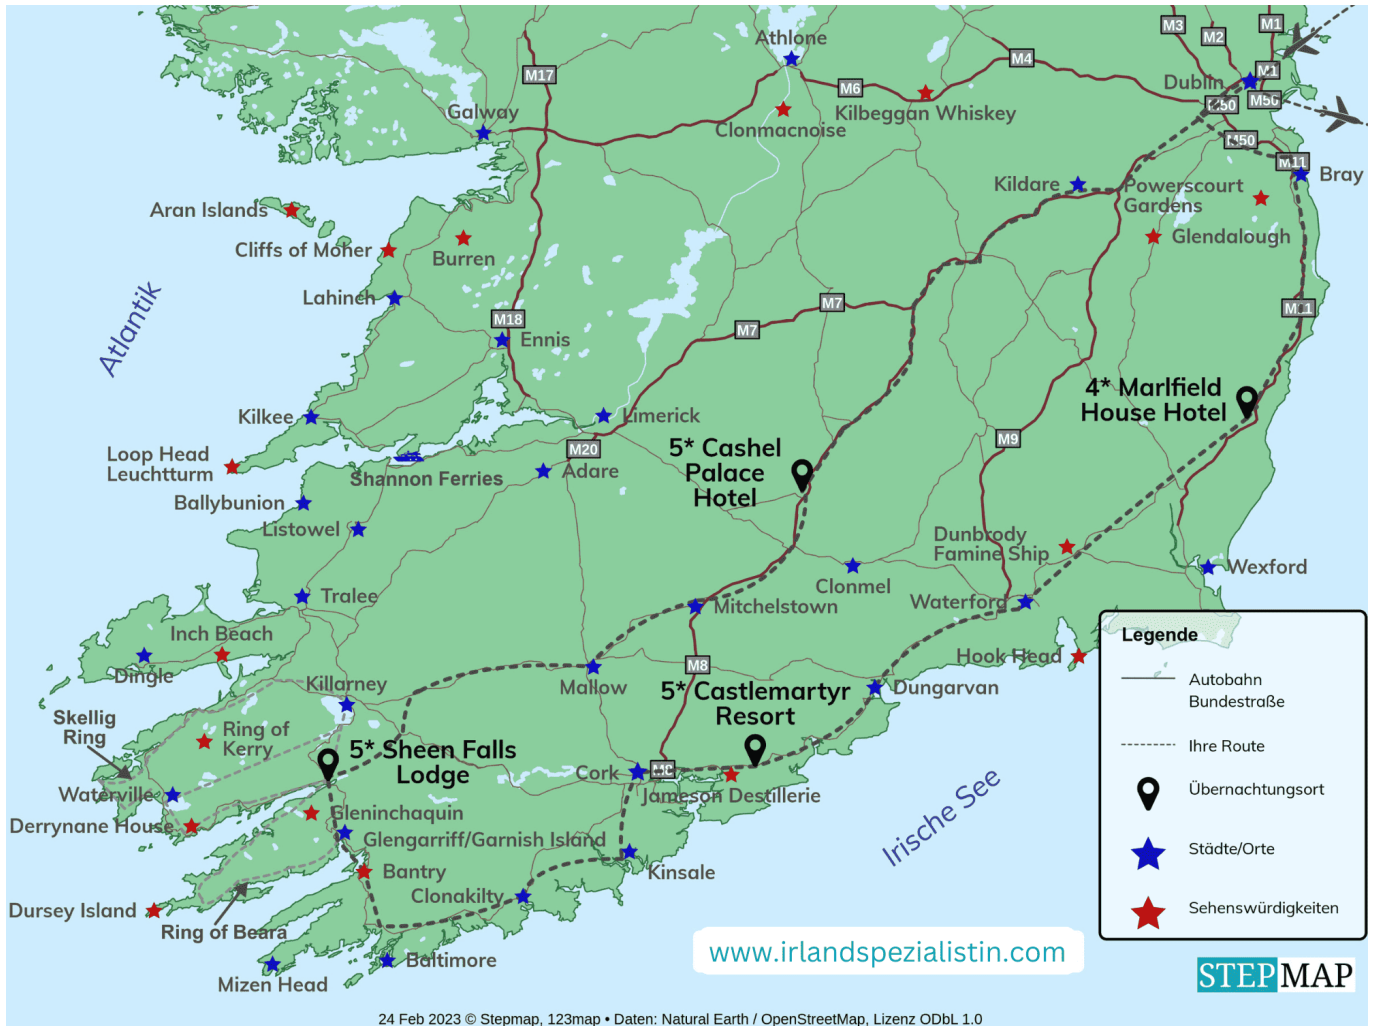 M3
M2
M1
Athlone
M4
M17
M1
Dublin
M6
M50
M50
Galway
Kilbeggan Whiskey
Clonmacnoise
M50
M11
Bray
Kildare
Powerscourt
Gardens
Aran Islands
Glendalough
Cliffs of Moher
Burren
Atlantik
Lahinch
M7
M11
M18
M7
Ennis
4* Marlfield
House Hotel
Kilkee
Limerick
M9
5* Cashel
Palace
Hotel
M20
Loop Head
Leuchtturm
Shannon Ferries
Adare
Ballybunion
Listowel
Dunbrody
Famine Ship
Wexford
Clonmel
Tralee
Mitchelstown
Waterford
Inch Beach
Hook Head
Dingle
M8
Killarney
Mallow
5* Castlemartyr
Resort
Dungarvan
Skellig
Ring
Ring of
Kerry
5* Sheen Falls
Lodge
Cork
M8
Waterville
Jameson Destillerie
Irische See
Derrynane House
Gleninchaquin
Glengarriff/Garnish Island
Bantry
Kinsale
Clonakilty
Dursey Island
Ring of Beara
Baltimore
Mizen Head
Legende
Autobahn
Bundestraße
Ihre Route
Übernachtungsort
Städte/Orte
Sehenswürdigkeiten
www.irlandspezialistin.com
STEPMAP
24 Feb 2023 © Stepmap, 123map • Daten: Natural Earth / OpenStreetMap, Lizenz ODbL 1.0